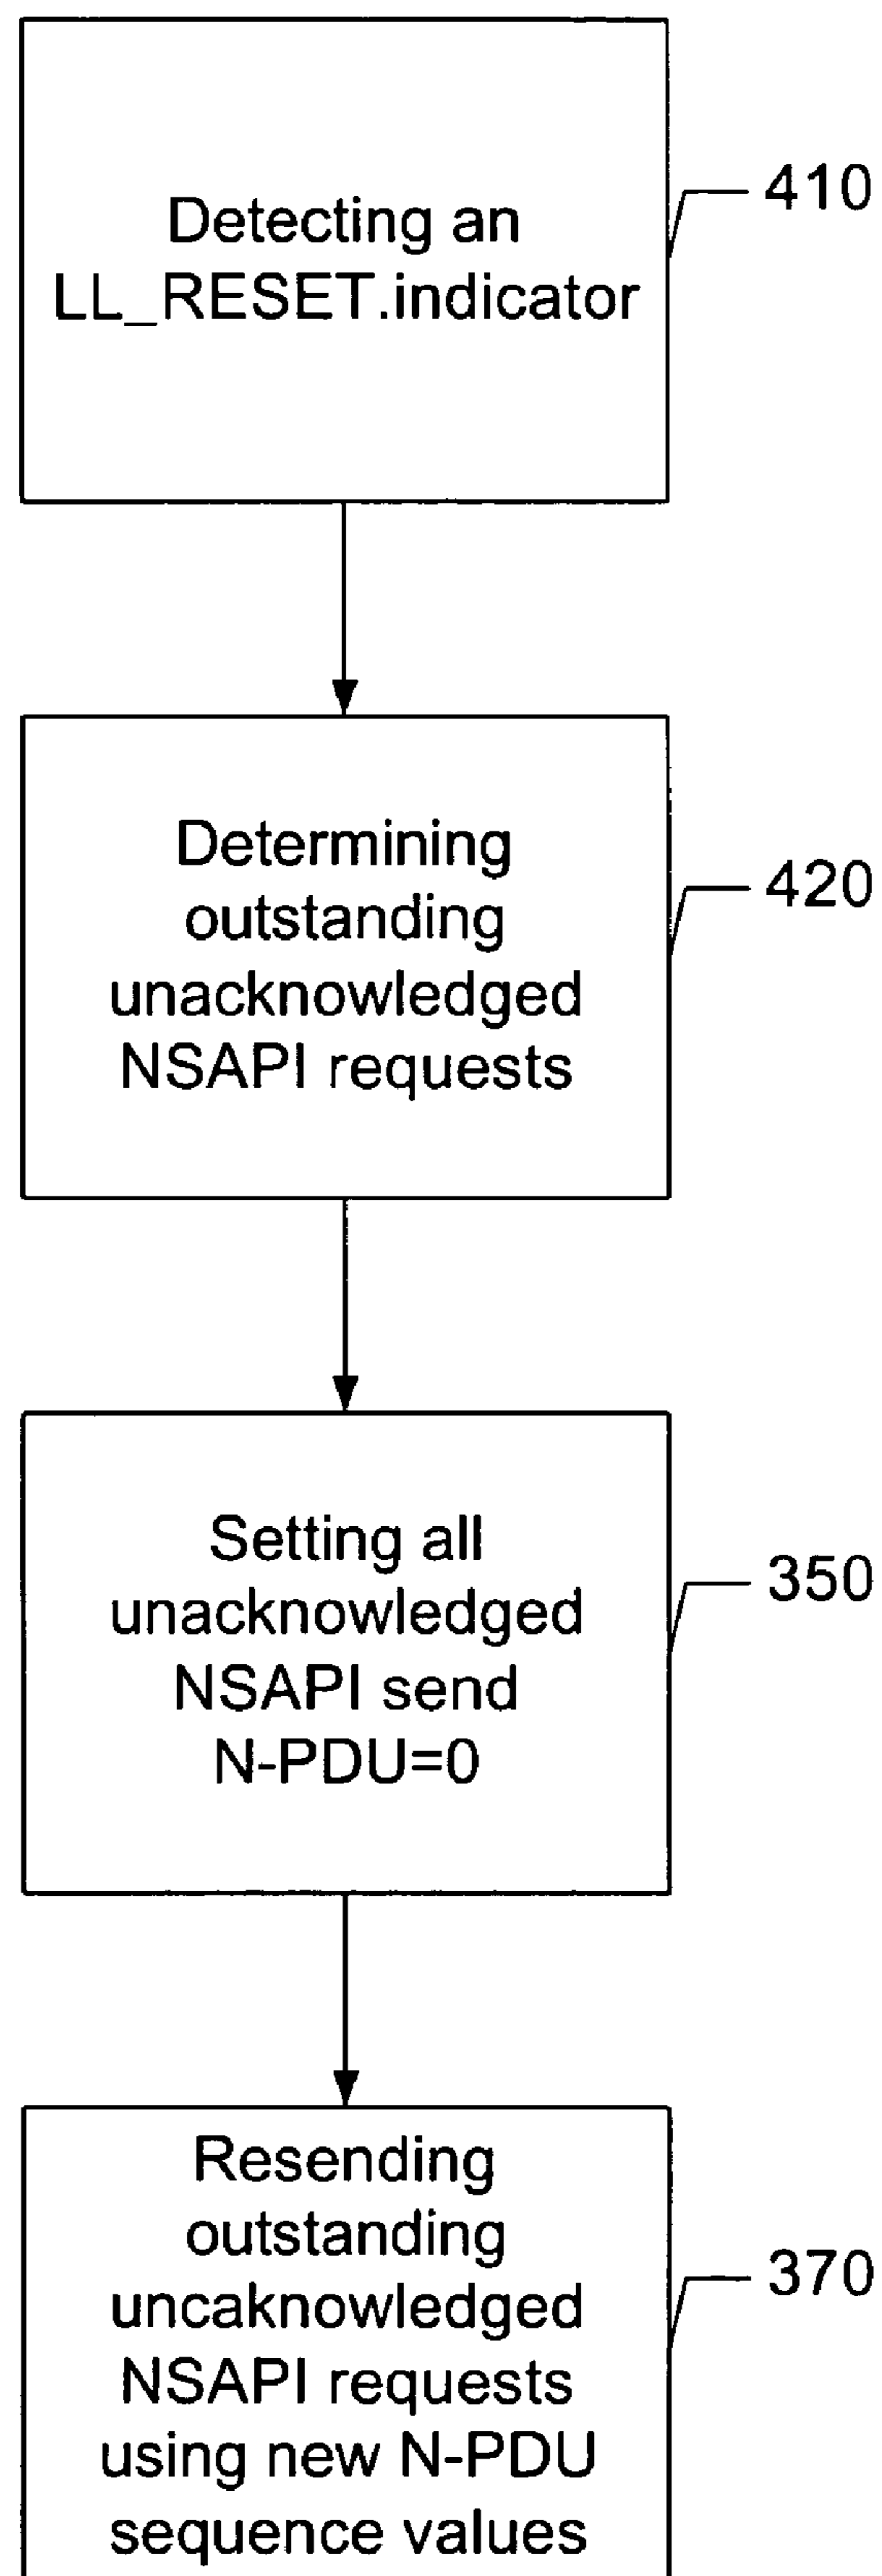 Detecting an
LL_RESET.indicator
410
Determining
outstanding
unacknowledged
NSAPI requests
420
Setting all
unacknowledged
NSAPI send
N-PDU=0
350
Resending
outstanding
uncaknowledged
NSAPI requests
using new N-PDU
sequence values
370